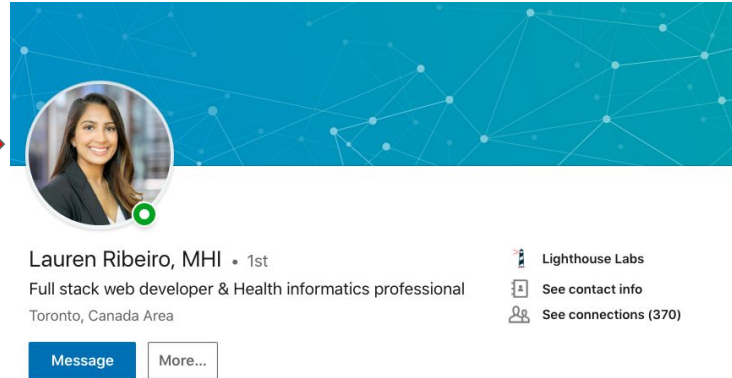 Lauren Ribeiro, MHI • 1st
Full stack web developer & Health informatics professional
Toronto, Canada Area
Message
More...
Lighthouse Labs
See contact info
See connections (370)